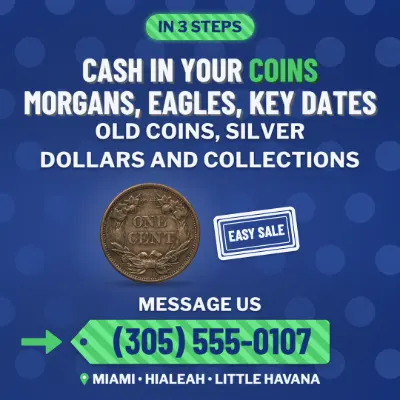 IN 3 STEPS
CASH IN YOUR COINS
MORGANS, EAGLES, KEY DATES
OLD COINS, SILVER
DOLLARS AND COLLECTIONS
ONE
CENT
EASY SALE
MESSAGE US
(305) 555-0107
MIAMI • HIALEAH • LITTLE HAVANA